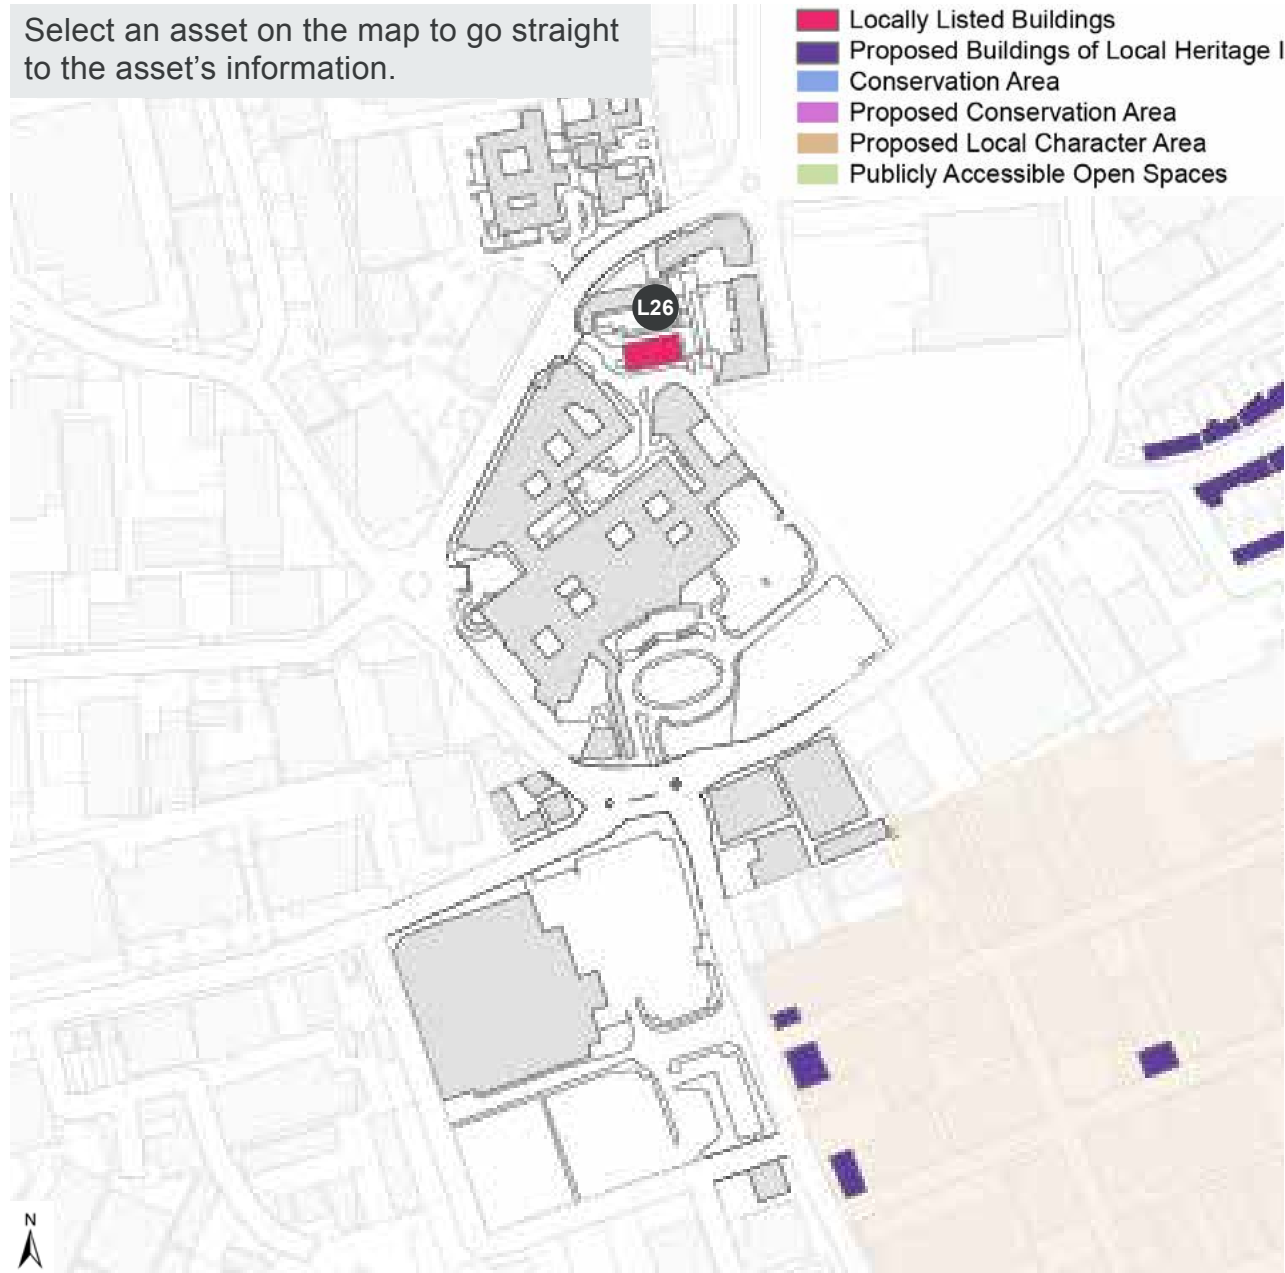 Select an asset on the map to go straight
to the asset's information.
Locally Listed Buildings
Proposed Buildings of Local Heritage
Conservation Area
Proposed Conservation Area
Proposed Local Character Area
Publicly Accessible Open Spaces
L26
N